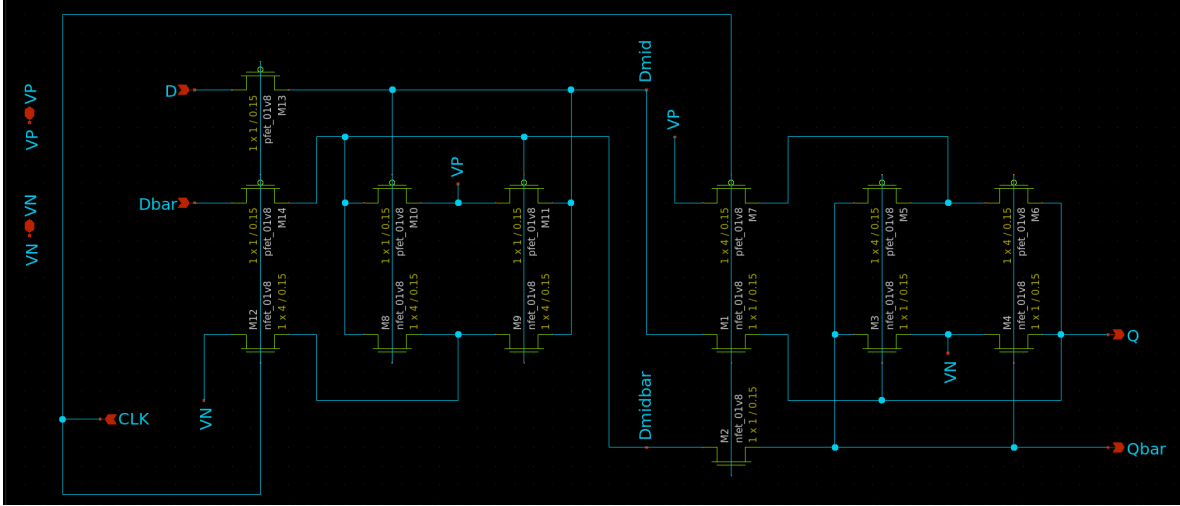 Dmid
VP
VP
D
M13
pfet_01v8
1 x 1 / 0.15
VP
VP
VN
VN
Dbar
M14
pfet_01v8
1 x 1 / 0.15
M10
pfet_01v8
1 x 1 / 0.15
M11
pfet_01v8
1 x 1 / 0.15
M7
pfet_01v8
1 x 4 / 0.15
M5
pfet_01v8
1 x 4 / 0.15
M6
pfet_01v8
1 x 4 / 0.15
M12
nfet_01v8
1 x 4 / 0.15
M8
nfet_01v8
1 x 4 / 0.15
M9
nfet_01v8
1 x 4 / 0.15
M1
nfet_01v8
1 x 1 / 0.15
M3
nfet_01v8
1 x 1 / 0.15
M4
nfet_01v8
1 x 1 / 0.15
Q
VN
VN
CLK
Dmidbar
M2
nfet_01v8
1 x 1 / 0.15
Qbar